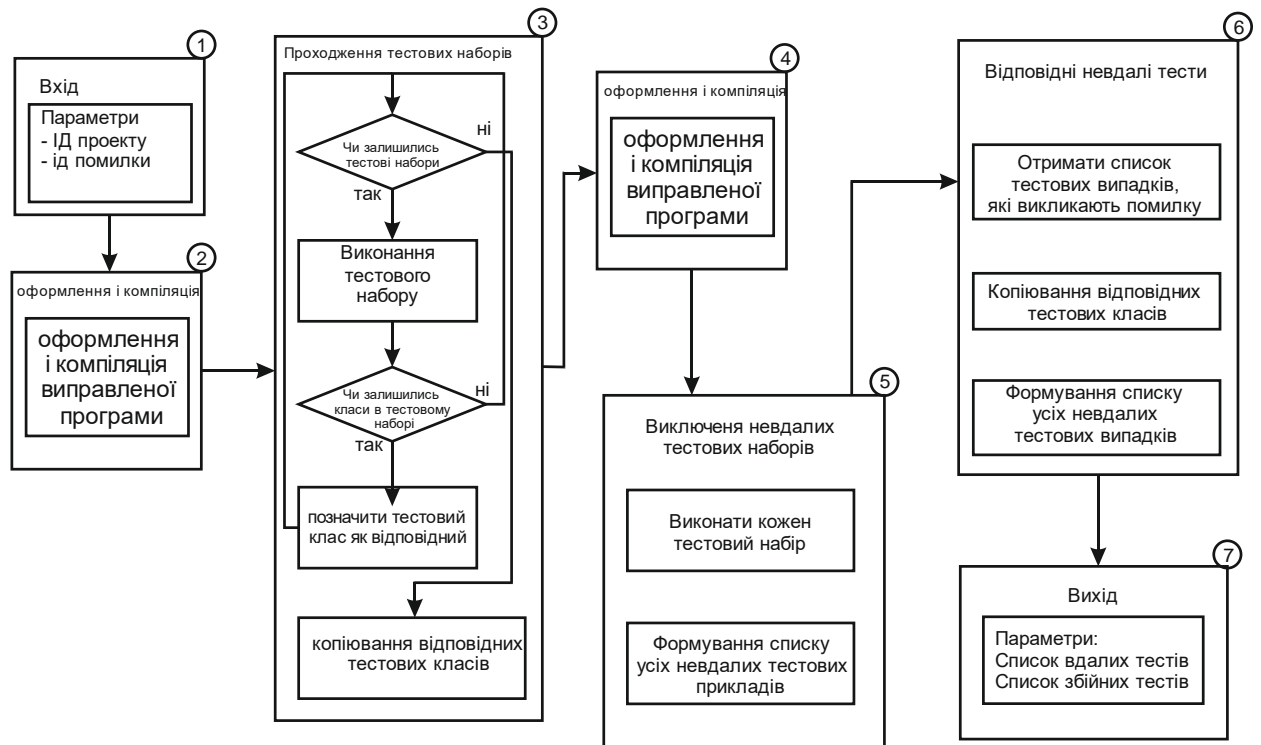 1
Вхід
Параметри
- ІД проекту
- ід помилки
2
оформлення і компіляція
оформлення
і компіляція
виправленої
програми
3
Проходження тестових наборів
Чи залишились
тестові набори
ні
так
Виконання
тестового
набору
Чи залишились
класи в тестовому
наборі
ні
так
позначити тестовий
клас як відповідний
копіювання відповідних
тестових класів
4
оформлення і компіляція
оформлення
і компіляція
виправленої
програми
5
Виключеня невдалих
тестових наборів
Виконати кожен
тестовий набір
Формування списку
усіх невдалих тестових
прикладів
6
Відповідні невдалі тести
Отримати список
тестових випадків,
які викликають помилку
Копіювання відповідних
тестових класів
Формування списку
усіх невдалих
тестових випадків
7
Вихід
Параметри:
Список вдалих тестів
Список збійних тестів